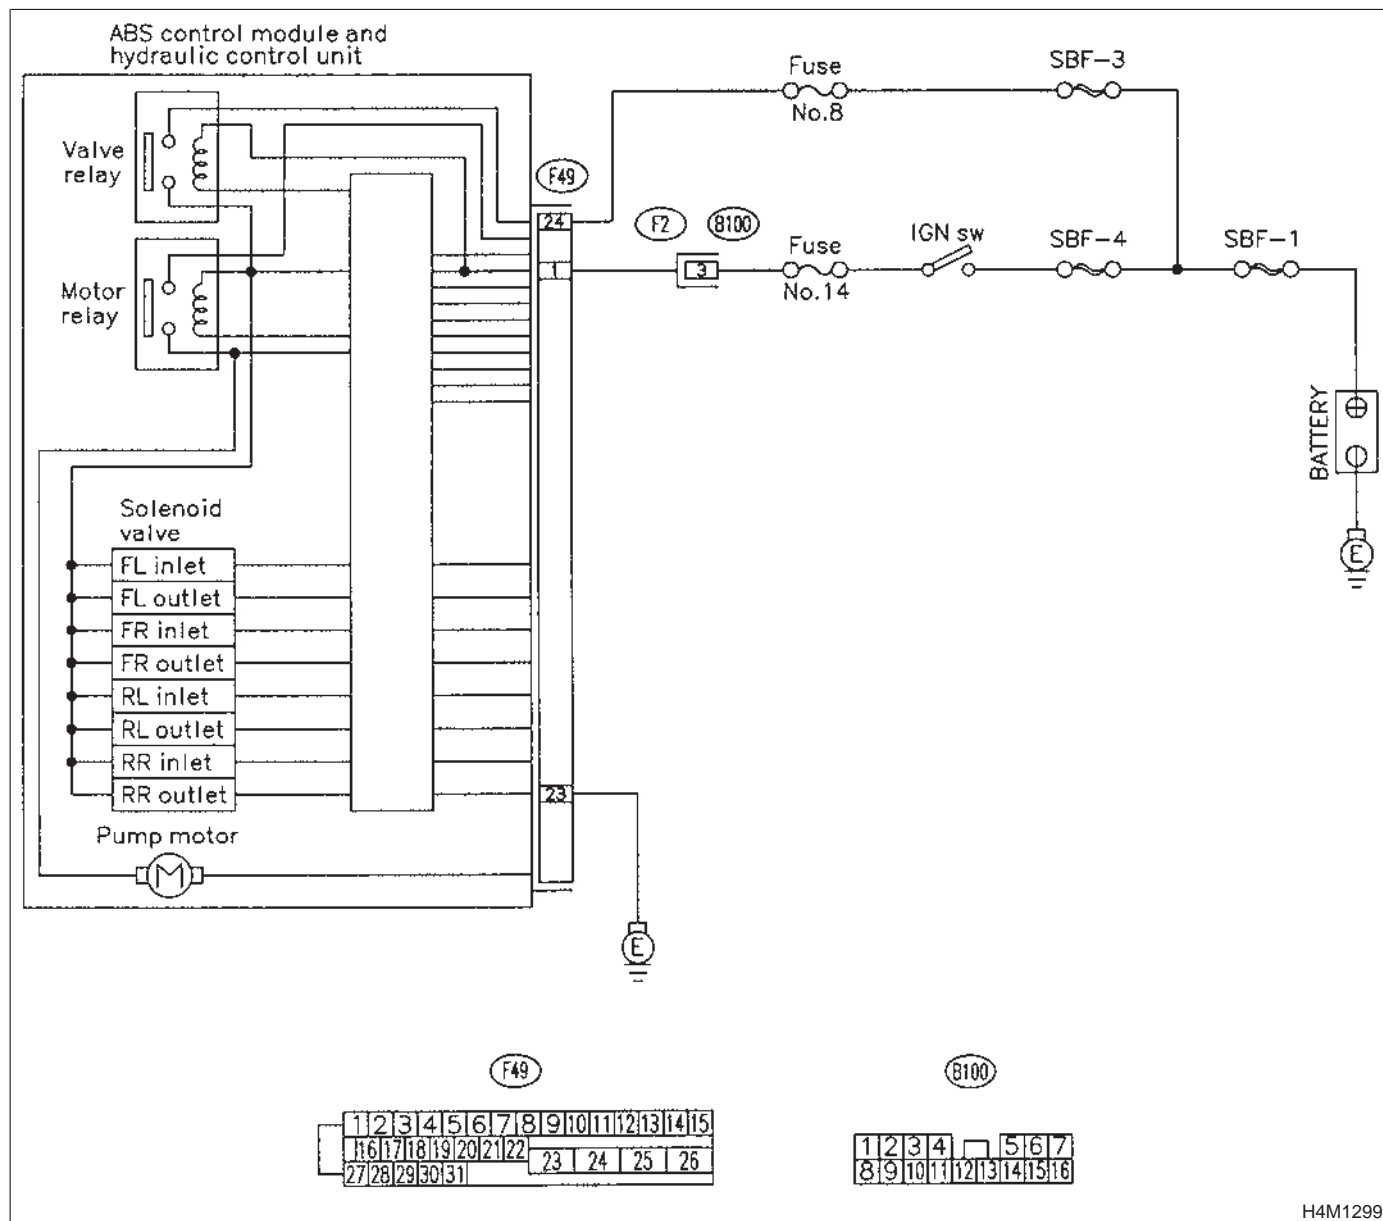 ABS control module and
hydraulic control unit
Valve
relay
Motor
relay
F49
24
1
F2
B100
3
Fuse
No.8
SBF-3
Fuse
No.14
IGN sw
SBF-4
SBF-1
BATTERY
E
Solenoid
valve
FL inlet
FL outlet
FR inlet
FR outlet
RL inlet
RL outlet
RR inlet
RR outlet
23
Pump motor
M
E
F49
1 2 3 4 5 6 7 8 9 10 11 12 13 14 15
16 17 18 19 20 21 22
23 24 25 26
27 28 29 30 31
B100
1 2 3 4 5 6 7
8 9 10 11 12 13 14 15 16
H4M1299